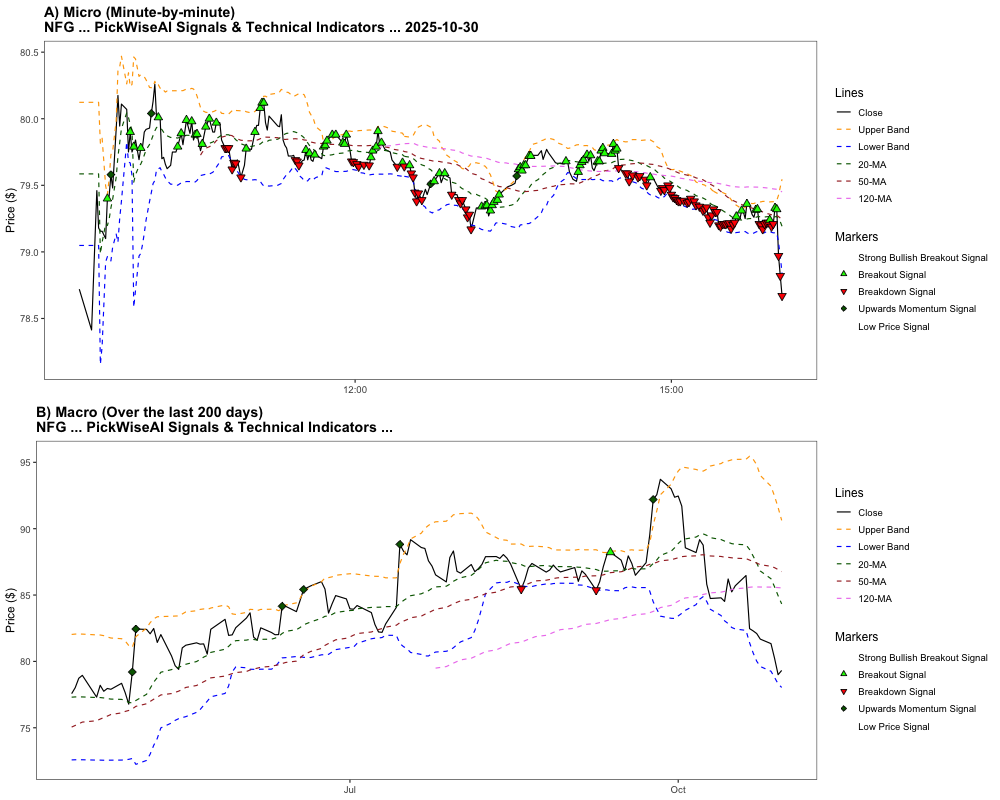 A) Micro (Minute-by-minute)
NFG ... PickWiseAI Signals & Technical Indicators ... 2025-10-30
80.5
80.0
79.5
79.0
78.5
Price ($)
12:00
15:00
Lines
Close
Upper Band
Lower Band
20-MA
50-MA
120-MA
Markers
Strong Bullish Breakout Signal
Breakout Signal
Breakdown Signal
Upwards Momentum Signal
Low Price Signal
B) Macro (Over the last 200 days)
NFG ... PickWiseAI Signals & Technical Indicators ...
95
90
85
80
75
Price ($)
Jul
Oct
Lines
Close
Upper Band
Lower Band
20-MA
50-MA
120-MA
Markers
Strong Bullish Breakout Signal
Breakout Signal
Breakdown Signal
Upwards Momentum Signal
Low Price Signal